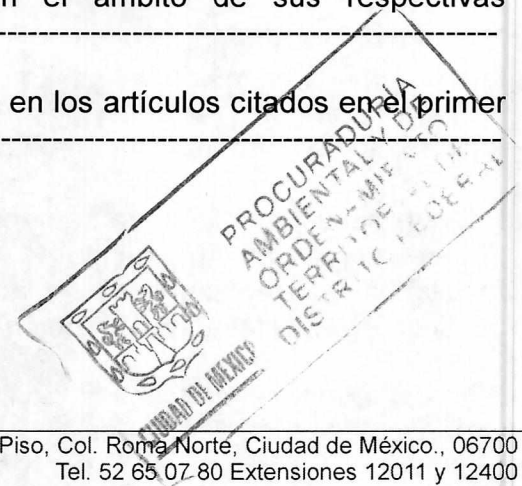 n el ámbito de sus respectivas
en los artículos citados en el primer
PROCURADURÍA
AMBIENTAL Y DE
ORDENAMIENTO
TERRITORIAL DEL
DISTRITO FEDERAL
CIUDAD DE MÉXICO
Piso, Col. Roma Norte, Ciudad de México., 06700
Tel. 52 65 07 80 Extensiones 12011 y 12400